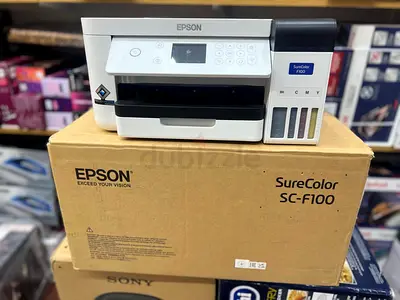 EPSON
SureColor
F100
C M Y
dubizzle
EPSON
EXCEED YOUR VISION
SureColor
SC-F100
SONY